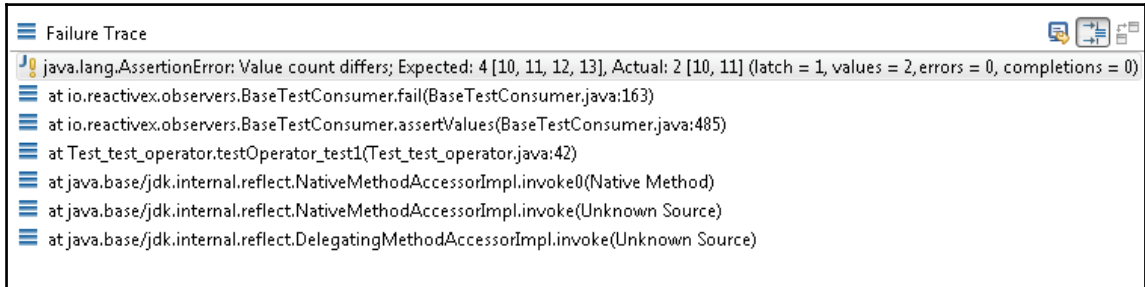 Failure Trace
java.lang.AssertionError: Value count differs; Expected: 4 [10, 11, 12, 13], Actual: 2 [10, 11] (latch = 1, values = 2, errors = 0, completions = 0)
at io.reactivex.observers.BaseTestConsumer.fail(BaseTestConsumer.java:163)
at io.reactivex.observers.BaseTestConsumer.assertValues(BaseTestConsumer.java:485)
at Test_test_operator.testOperator_test1(Test_test_operator.java:42)
at java.base/jdk.internal.reflect.NativeMethodAccessorImpl.invoke0(Native Method)
at java.base/jdk.internal.reflect.NativeMethodAccessorImpl.invoke(Unknown Source)
at java.base/jdk.internal.reflect.DelegatingMethodAccessorImpl.invoke(Unknown Source)